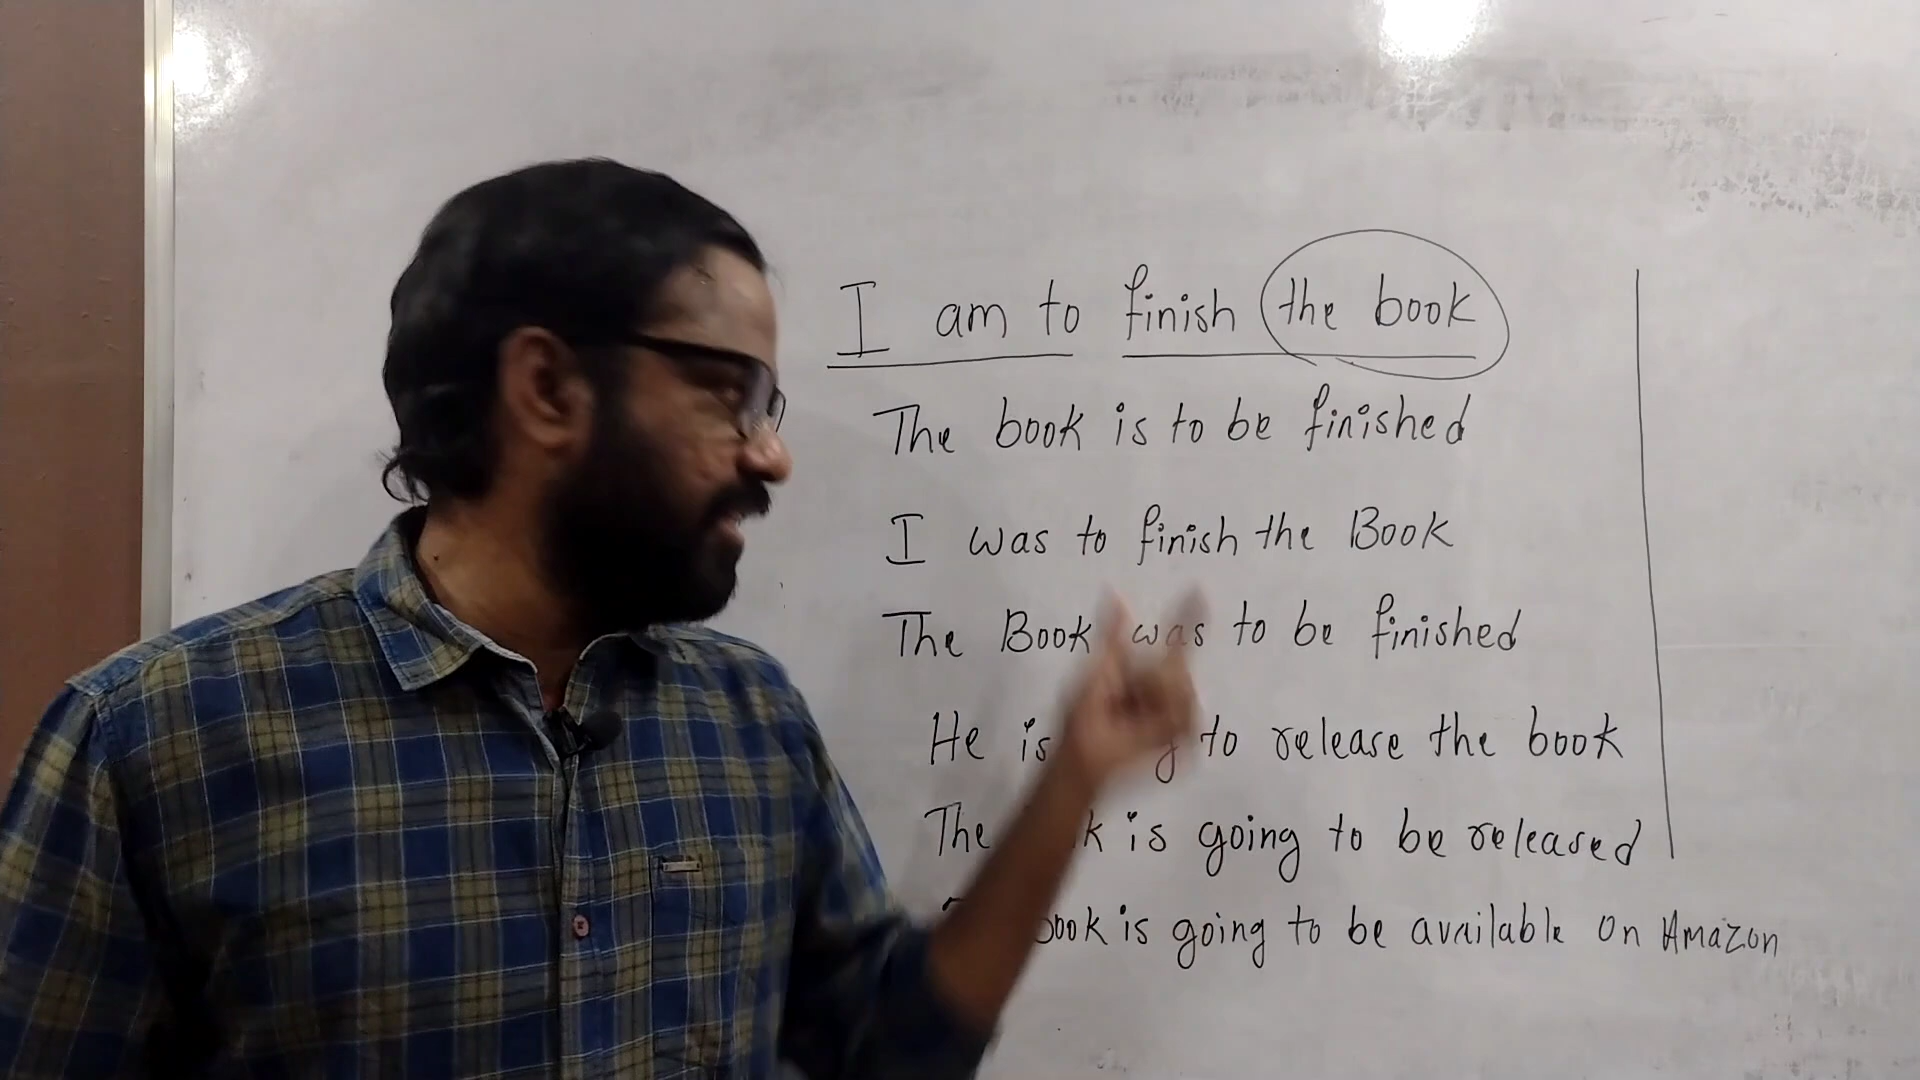 I am to finish the book
The book is to be finished
I was to finish the Book
The Book was to be finished
He is to release the book
The is going to be released
book is going to be available on Amazon